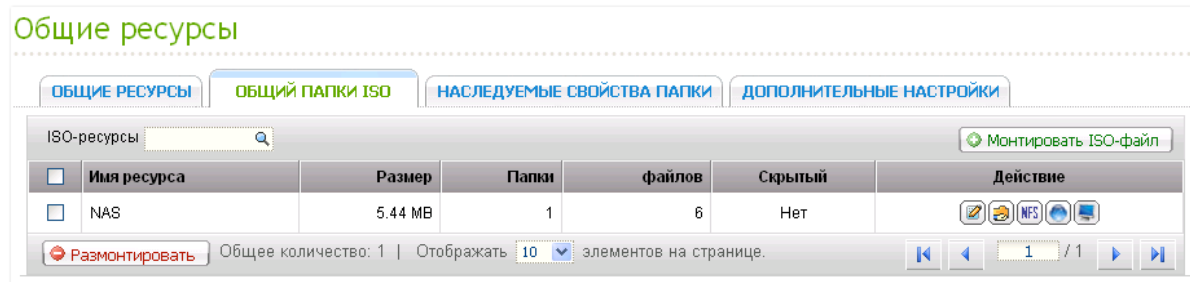 Общие ресурсы
ОБЩИЕ РЕСУРСЫ ОБЩИЙ ПАПКИ ISO НАСЛЕДУЕМЫЕ СВОЙСТВА ПАПКИ ДОПОЛНИТЕЛЬНЫЕ НАСТРОЙКИ
ISO-ресурсы Монтировать ISO-файл
Имя ресурса Размер Папки файлов Скрытый Действие
NAS 5.44 MB 1 6 Нет NFS
Размонтировать Общее количество: 1 | Отображать 10 элементов на странице. 1 / 1